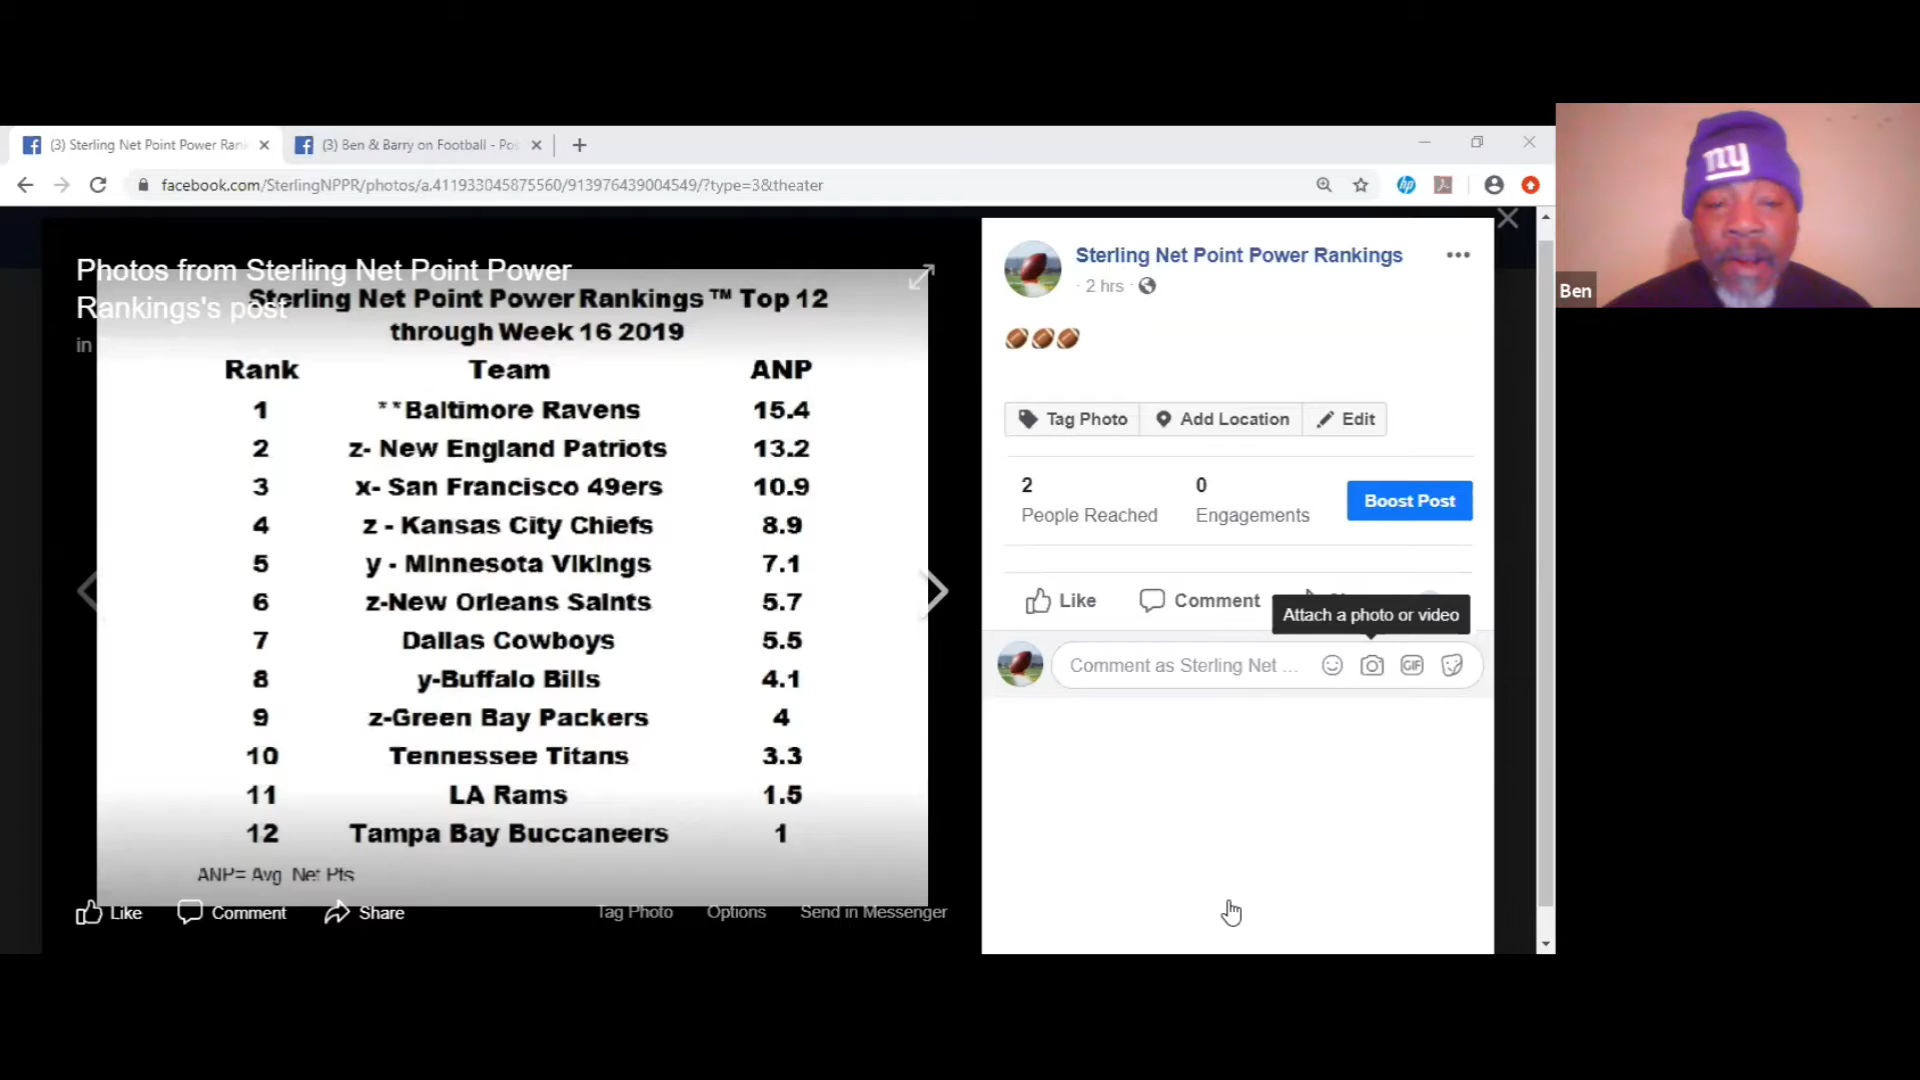 (3) Sterling Net Point Power Rank
(3) Ben & Barry on Football - Pos
facebook.com/SterlingNPPR/photos/a.411933045875560/913976439004549/?type=3&theater
hp
Photos from Sterling Net Point Power
Rankings's post
in
Sterling Net Point Power Rankings™ Top 12
through Week 16 2019
Rank Team ANP
1 **Baltimore Ravens 15.4
2 z- New England Patriots 13.2
3 x- San Francisco 49ers 10.9
4 z - Kansas City Chiefs 8.9
5 y - Minnesota Vikings 7.1
6 z-New Orleans Saints 5.7
7 Dallas Cowboys 5.5
8 y-Buffalo Bills 4.1
9 z-Green Bay Packers 4
10 Tennessee Titans 3.3
11 LA Rams 1.5
12 Tampa Bay Buccaneers 1
ANP= Avg Net Pts
Like Comment Share Tag Photo Options Send in Messenger
Sterling Net Point Power Rankings
· 2 hrs ·
Tag Photo Add Location Edit
2 0
People Reached Engagements
Boost Post
Like Comment
Attach a photo or video
Comment as Sterling Net ...
GIF
ny
Ben